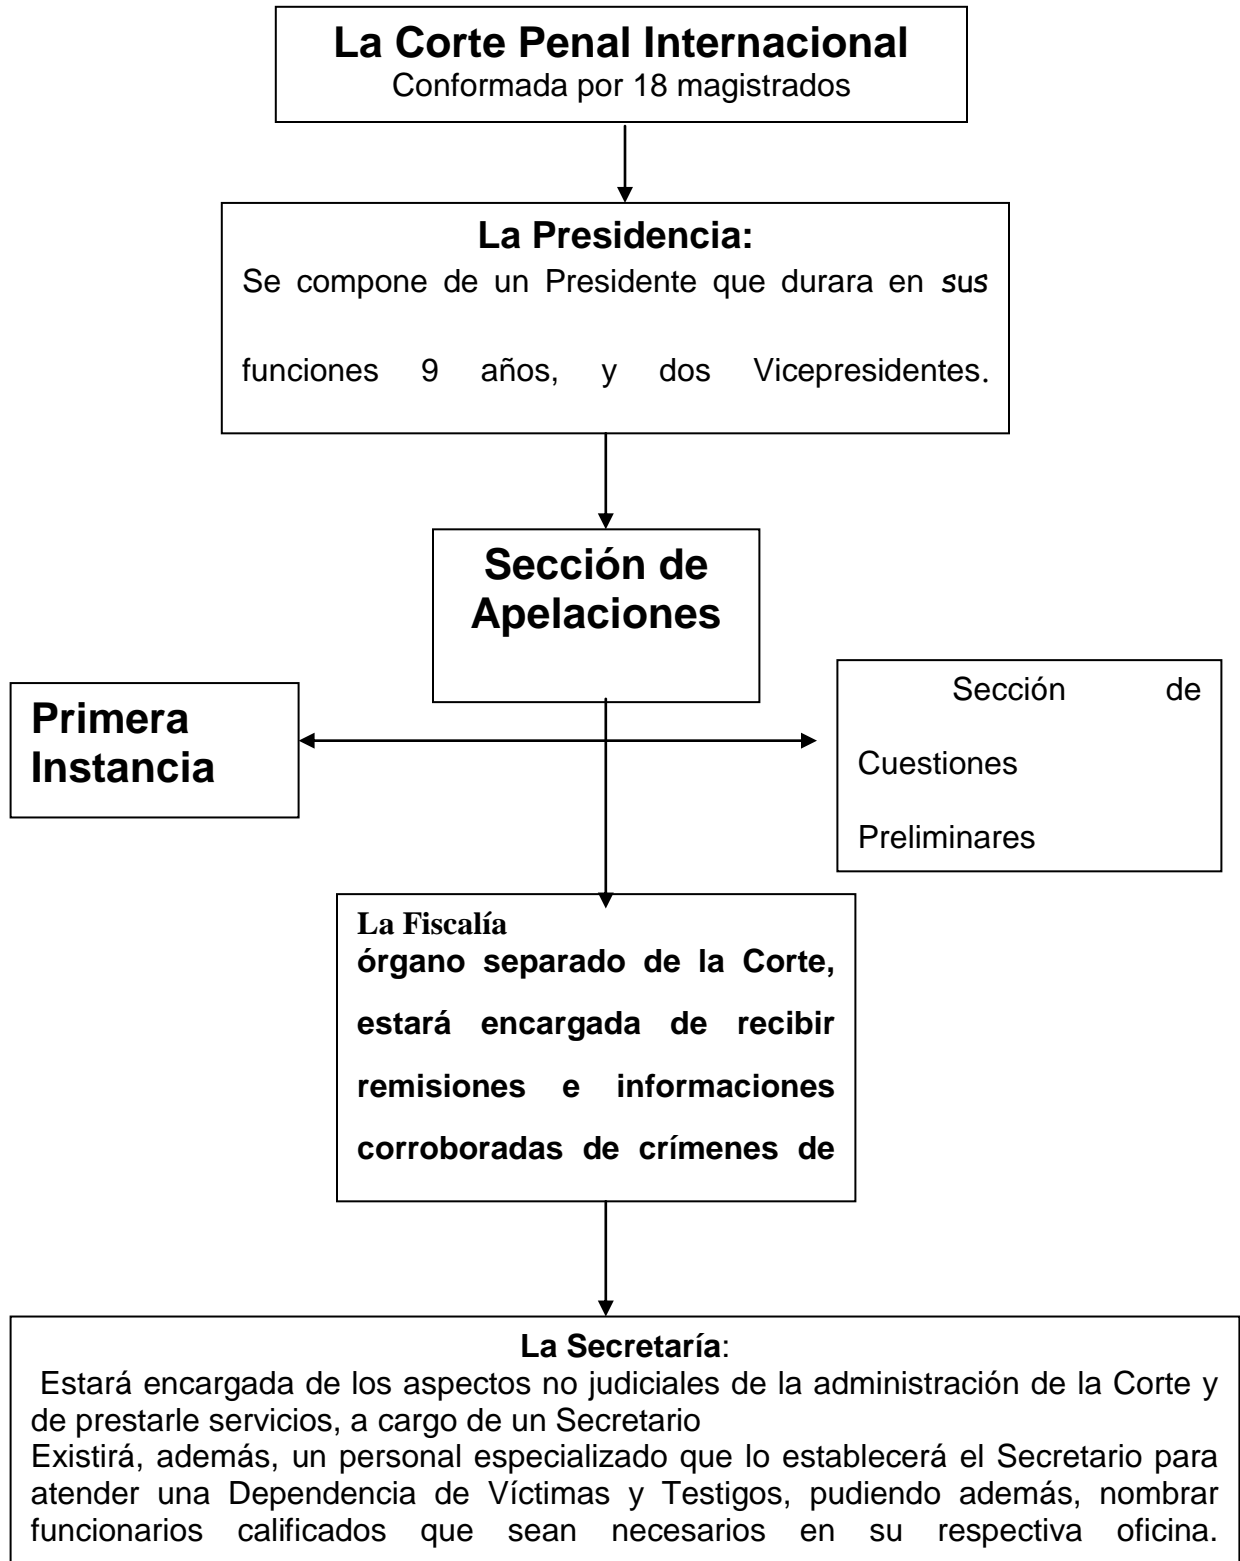 La Corte Penal Internacional
Conformada por 18 magistrados
La Presidencia:
Se compone de un Presidente que durara en sus
funciones 9 años, y dos Vicepresidentes.
Sección de
Apelaciones
Primera
Instancia
Sección de
Cuestiones
Preliminares
La Fiscalía
órgano separado de la Corte,
estará encargada de recibir
remisiones e informaciones
corroboradas de crímenes de
La Secretaría:
Estará encargada de los aspectos no judiciales de la administración de la Corte y
de prestarle servicios, a cargo de un Secretario
Existirá, además, un personal especializado que lo establecerá el Secretario para
atender una Dependencia de Víctimas y Testigos, pudiendo además, nombrar
funcionarios calificados que sean necesarios en su respectiva oficina.